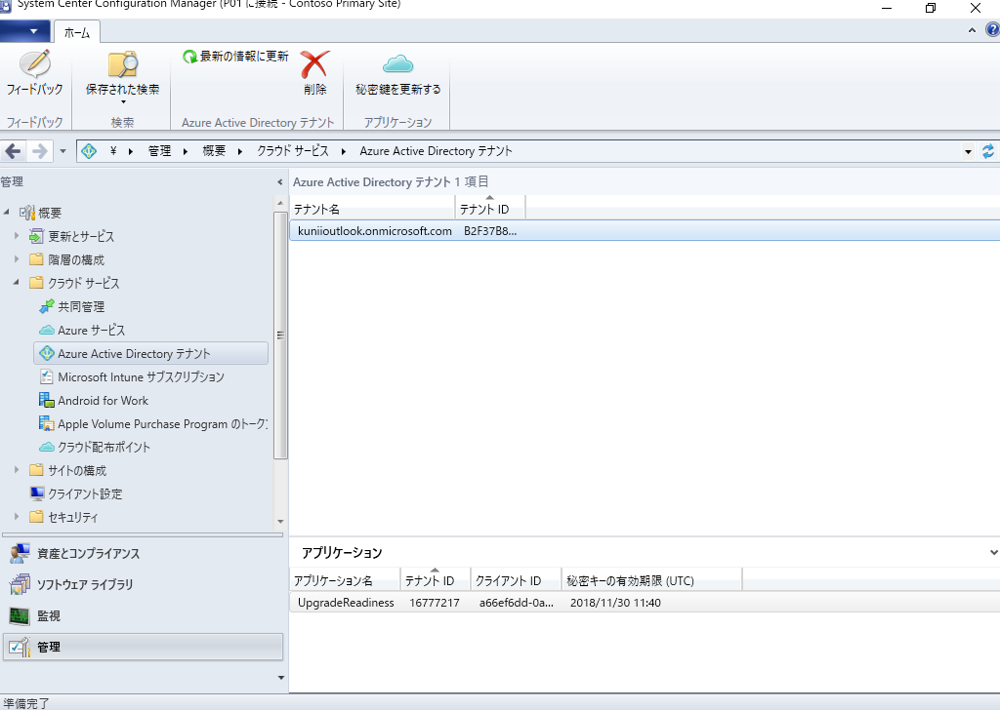 System Center Configuration Manager (P01 に接続 - Contoso Primary Site)
ホーム
フィードバック
保存された検索
最新の情報に更新
削除
秘密鍵を更新する
フィードバック
検索
Azure Active Directory テナント
アプリケーション
¥ 管理 概要 クラウド サービス Azure Active Directory テナント
管理
概要
更新とサービス
階層の構成
クラウド サービス
共同管理
Azure サービス
Azure Active Directory テナント
Microsoft Intune サブスクリプション
Android for Work
Apple Volume Purchase Program のトークン
クラウド配布ポイント
サイトの構成
クライアント設定
セキュリティ
資産とコンプライアンス
ソフトウェア ライブラリ
監視
管理
Azure Active Directory テナント 1 項目
テナント名 テナント ID
kuniioutlook.onmicrosoft.com B2F37B8...
アプリケーション
アプリケーション名 テナント ID クライアント ID 秘密キーの有効期限 (UTC)
UpgradeReadiness 16777217 a66ef6dd-0a... 2018/11/30 11:40
準備完了